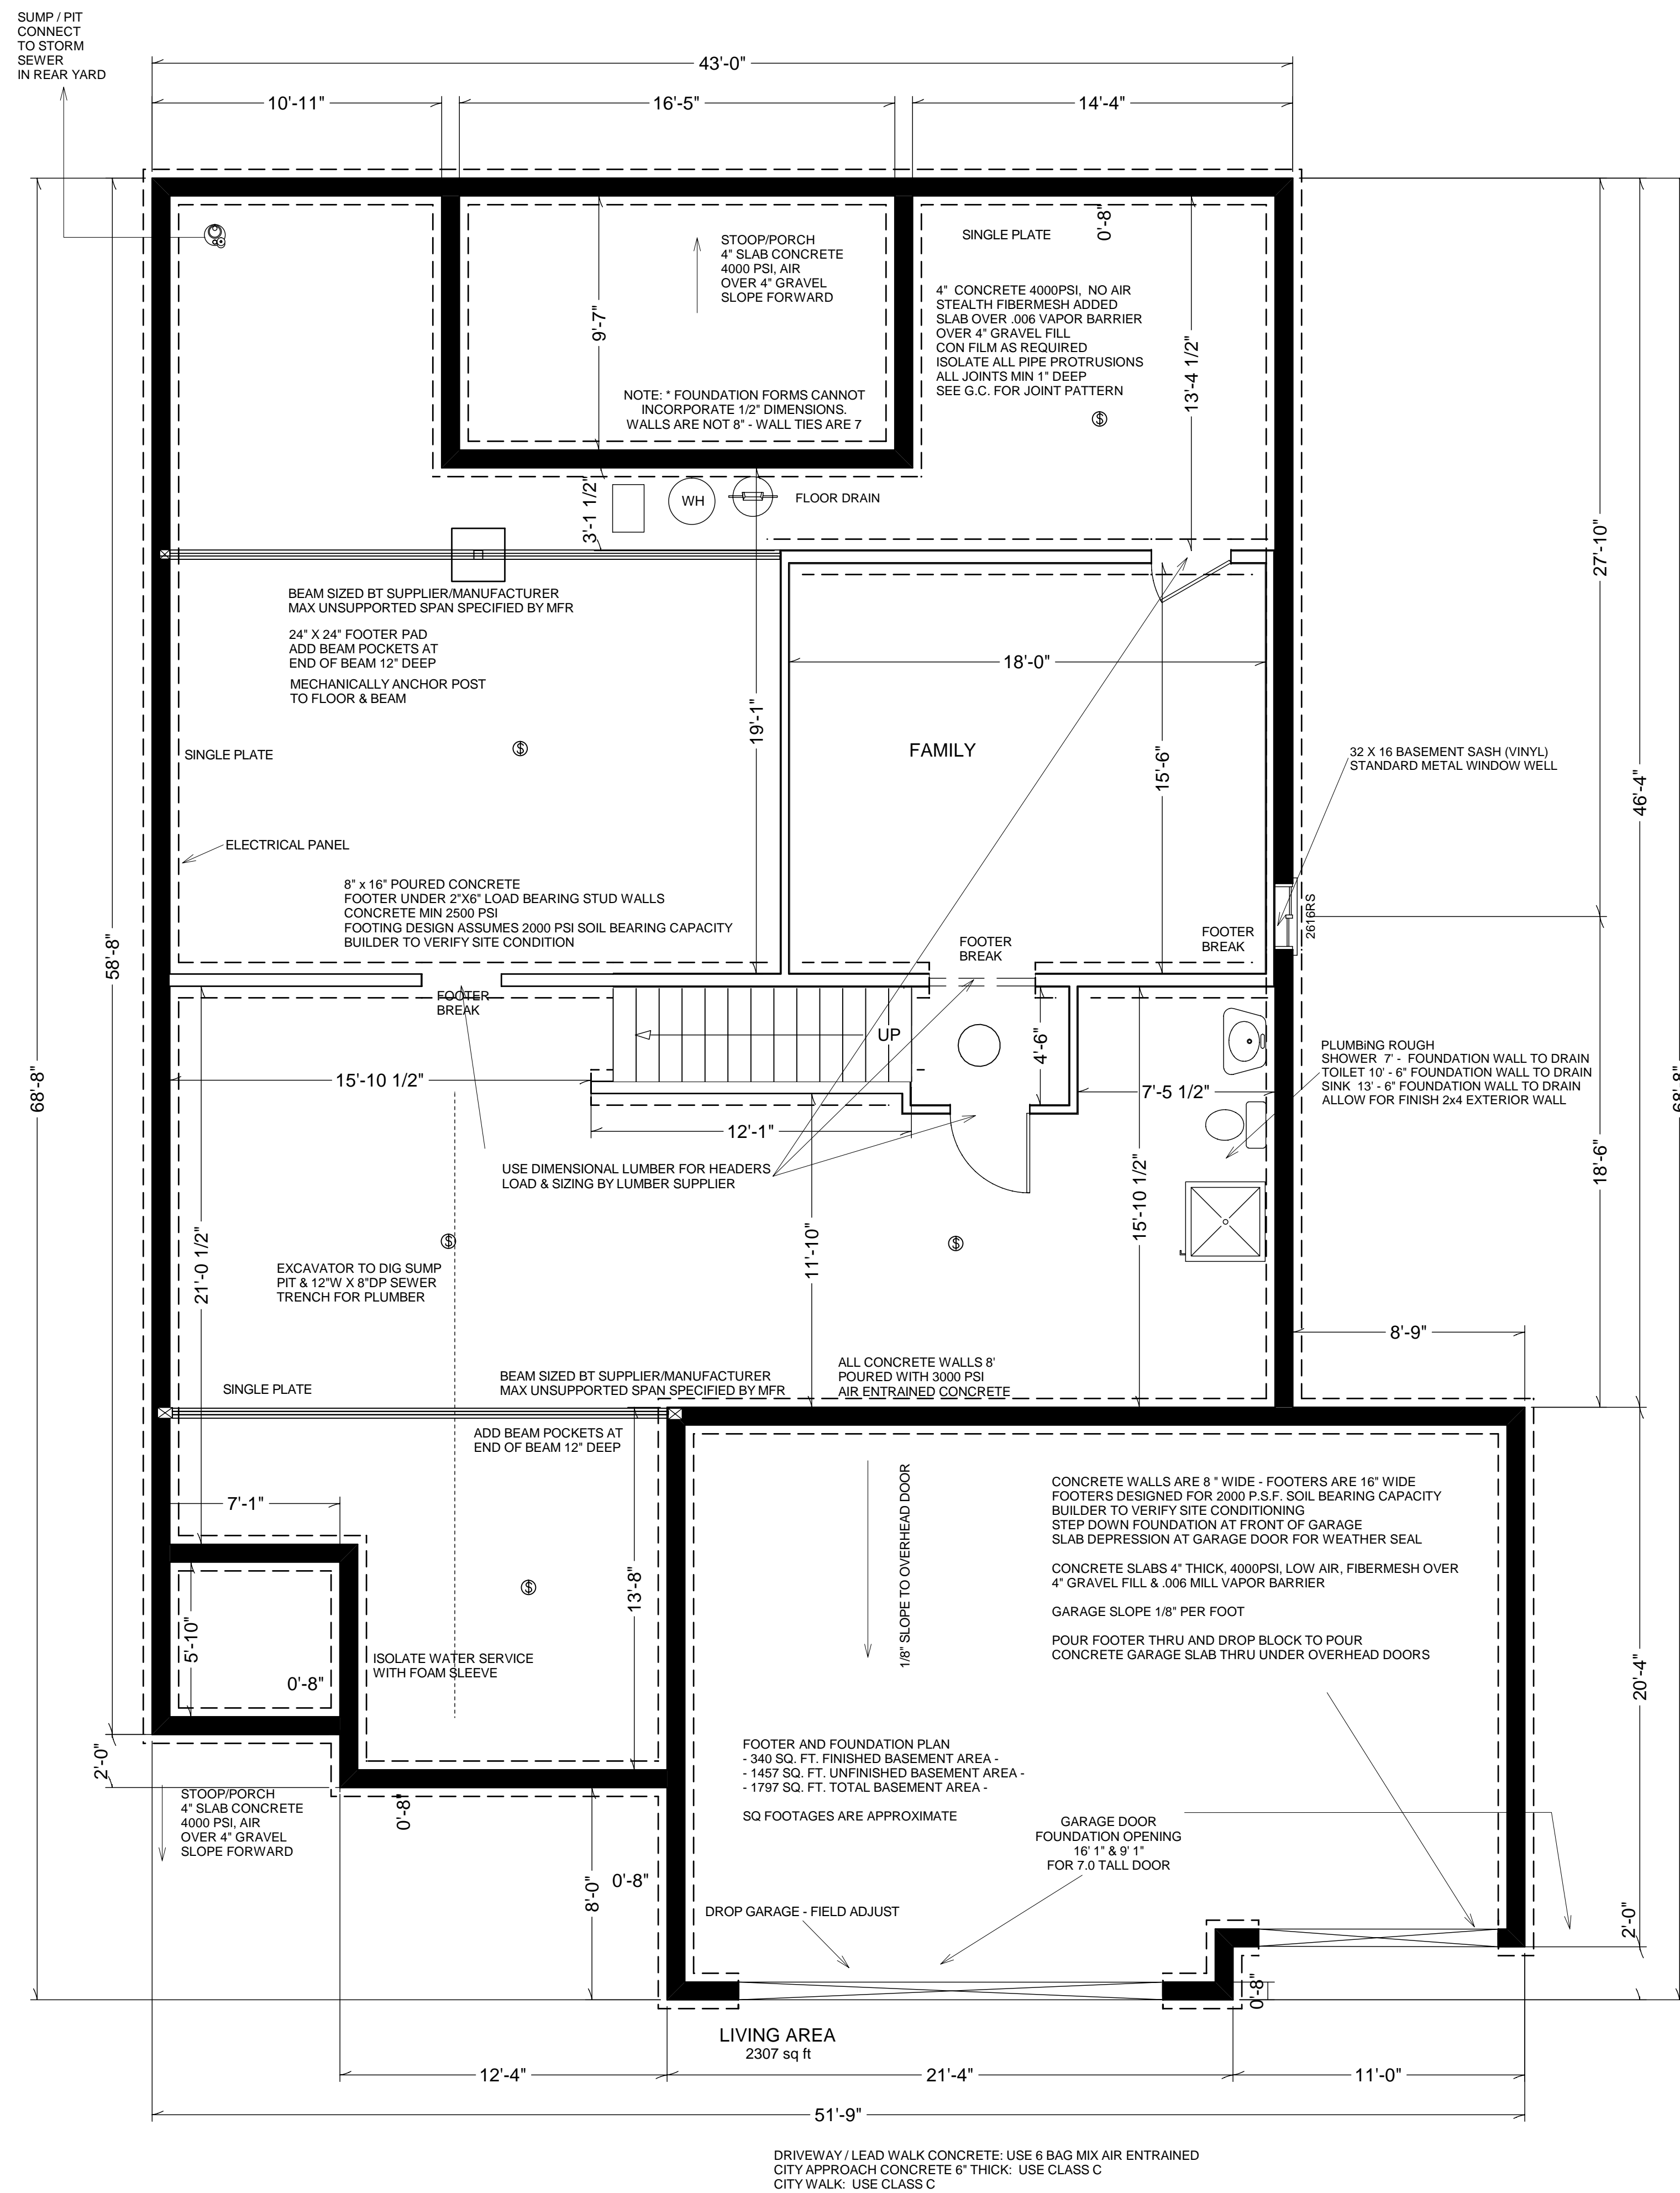 SUMP / PIT
CONNECT
TO STORM
SEWER
IN REAR YARD
43'-0"
10'-11"
16'-5"
14'-4"
STOOP/PORCH
4" SLAB CONCRETE
4000 PSI, AIR
OVER 4" GRAVEL
SLOPE FORWARD
9'-7"
NOTE: * FOUNDATION FORMS CANNOT
INCORPORATE 1/2" DIMENSIONS.
WALLS ARE NOT 8" - WALL TIES ARE 7
SINGLE PLATE
0'-8"
4" CONCRETE 4000PSI, NO AIR
STEALTH FIBERMESH ADDED
SLAB OVER .006 VAPOR BARRIER
OVER 4" GRAVEL FILL
CON FILM AS REQUIRED
ISOLATE ALL PIPE PROTRUSIONS
ALL JOINTS MIN 1" DEEP
SEE G.C. FOR JOINT PATTERN
13'-4 1/2"
$
3'-1 1/2"
WH
FLOOR DRAIN
27'-10"
BEAM SIZED BT SUPPLIER/MANUFACTURER
MAX UNSUPPORTED SPAN SPECIFIED BY MFR
24" X 24" FOOTER PAD
ADD BEAM POCKETS AT
END OF BEAM 12" DEEP
MECHANICALLY ANCHOR POST
TO FLOOR & BEAM
18'-0"
19'-1"
SINGLE PLATE
$
FAMILY
15'-6"
32 X 16 BASEMENT SASH (VINYL)
STANDARD METAL WINDOW WELL
46'-4"
ELECTRICAL PANEL
8" x 16" POURED CONCRETE
FOOTER UNDER 2"X6" LOAD BEARING STUD WALLS
CONCRETE MIN 2500 PSI
FOOTING DESIGN ASSUMES 2000 PSI SOIL BEARING CAPACITY
BUILDER TO VERIFY SITE CONDITION
58'-8"
FOOTER
BREAK
FOOTER
BREAK
2616RS
FOOTER
BREAK
UP
4'-6"
68'-8"
15'-10 1/2"
12'-1"
7'-5 1/2"
PLUMBiNG ROUGH
SHOWER 7' - FOUNDATION WALL TO DRAIN
TOILET 10' - 6" FOUNDATION WALL TO DRAIN
SINK 13' - 6" FOUNDATION WALL TO DRAIN
ALLOW FOR FINISH 2x4 EXTERIOR WALL
68'-8"
USE DIMENSIONAL LUMBER FOR HEADERS
LOAD & SIZING BY LUMBER SUPPLIER
15'-10 1/2"
18'-6"
21'-0 1/2"
$
11'-10"
$
EXCAVATOR TO DIG SUMP
PIT & 12"W X 8"DP SEWER
TRENCH FOR PLUMBER
8'-9"
SINGLE PLATE
BEAM SIZED BT SUPPLIER/MANUFACTURER
MAX UNSUPPORTED SPAN SPECIFIED BY MFR
ALL CONCRETE WALLS 8'
POURED WITH 3000 PSI
AIR ENTRAINED CONCRETE
ADD BEAM POCKETS AT
END OF BEAM 12" DEEP
7'-1"
13'-8"
$
1/8" SLOPE TO OVERHEAD DOOR
CONCRETE WALLS ARE 8 " WIDE - FOOTERS ARE 16" WIDE
FOOTERS DESIGNED FOR 2000 P.S.F. SOIL BEARING CAPACITY
BUILDER TO VERIFY SITE CONDITIONING
STEP DOWN FOUNDATION AT FRONT OF GARAGE
SLAB DEPRESSION AT GARAGE DOOR FOR WEATHER SEAL
CONCRETE SLABS 4" THICK, 4000PSI, LOW AIR, FIBERMESH OVER
4" GRAVEL FILL & .006 MILL VAPOR BARRIER
GARAGE SLOPE 1/8" PER FOOT
POUR FOOTER THRU AND DROP BLOCK TO POUR
CONCRETE GARAGE SLAB THRU UNDER OVERHEAD DOORS
5'-10"
0'-8"
ISOLATE WATER SERVICE
WITH FOAM SLEEVE
20'-4"
2'-0"
FOOTER AND FOUNDATION PLAN
- 340 SQ. FT. FINISHED BASEMENT AREA -
- 1457 SQ. FT. UNFINISHED BASEMENT AREA -
- 1797 SQ. FT. TOTAL BASEMENT AREA -
SQ FOOTAGES ARE APPROXIMATE
STOOP/PORCH
4" SLAB CONCRETE
4000 PSI, AIR
OVER 4" GRAVEL
SLOPE FORWARD
0'-8"
GARAGE DOOR
FOUNDATION OPENING
16' 1" & 9' 1"
FOR 7.0 TALL DOOR
8'-0"
0'-8"
DROP GARAGE - FIELD ADJUST
2'-0"
0'-8"
LIVING AREA
2307 sq ft
12'-4"
21'-4"
11'-0"
51'-9"
DRIVEWAY / LEAD WALK CONCRETE: USE 6 BAG MIX AIR ENTRAINED
CITY APPROACH CONCRETE 6" THICK: USE CLASS C
CITY WALK: USE CLASS C